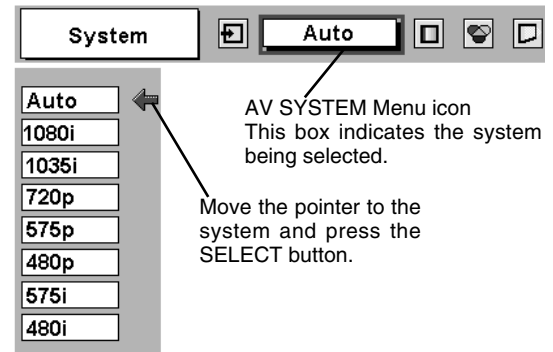 System
Auto
AV SYSTEM Menu icon
This box indicates the system
being selected.
Auto
1080i
1035i
720p
575p
480p
575i
480i
Move the pointer to the
system and press the
SELECT button.